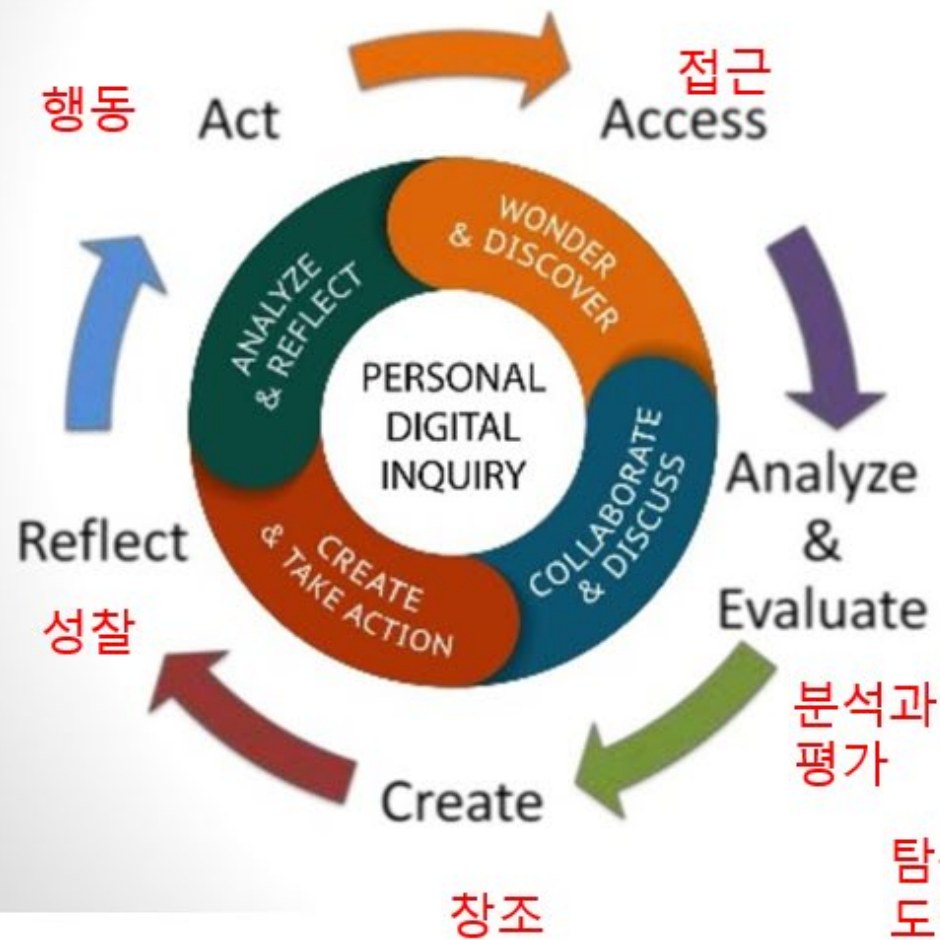 행동
Act
접근
Access
WONDER
& DISCOVER
ANALYZE
& REFLECT
PERSONAL
DIGITAL
INQUIRY
COLLABORATE
& DISCUSS
CREATE
& TAKE ACTION
Analyze
&
Evaluate
분석과
평가
Reflect
성찰
Create
창조
도